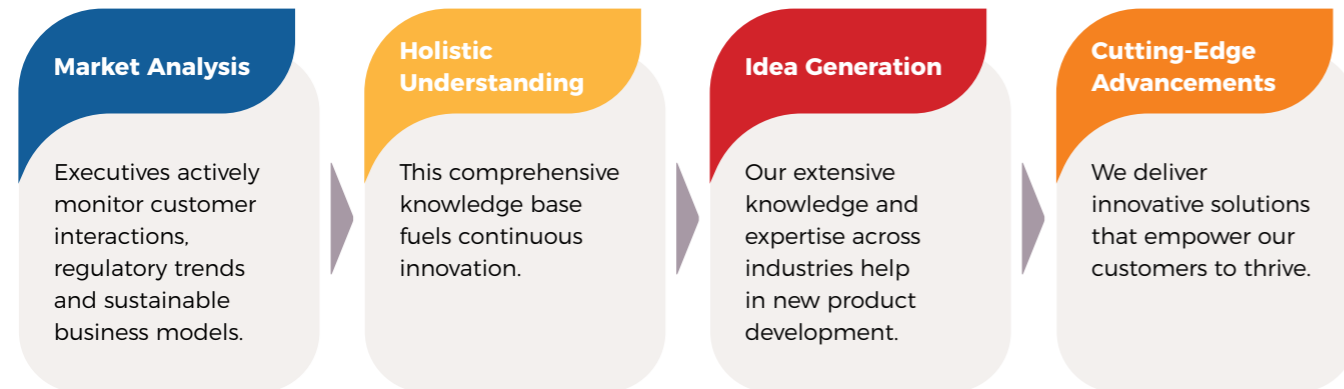 Market Analysis
Executives actively
monitor customer
interactions,
regulatory trends
and sustainable
business models.
Holistic
Understanding
This comprehensive
knowledge base
fuels continuous
innovation.
Idea Generation
Our extensive
knowledge and
expertise across
industries help
in new product
development.
Cutting-Edge
Advancements
We deliver
innovative solutions
that empower our
customers to thrive.